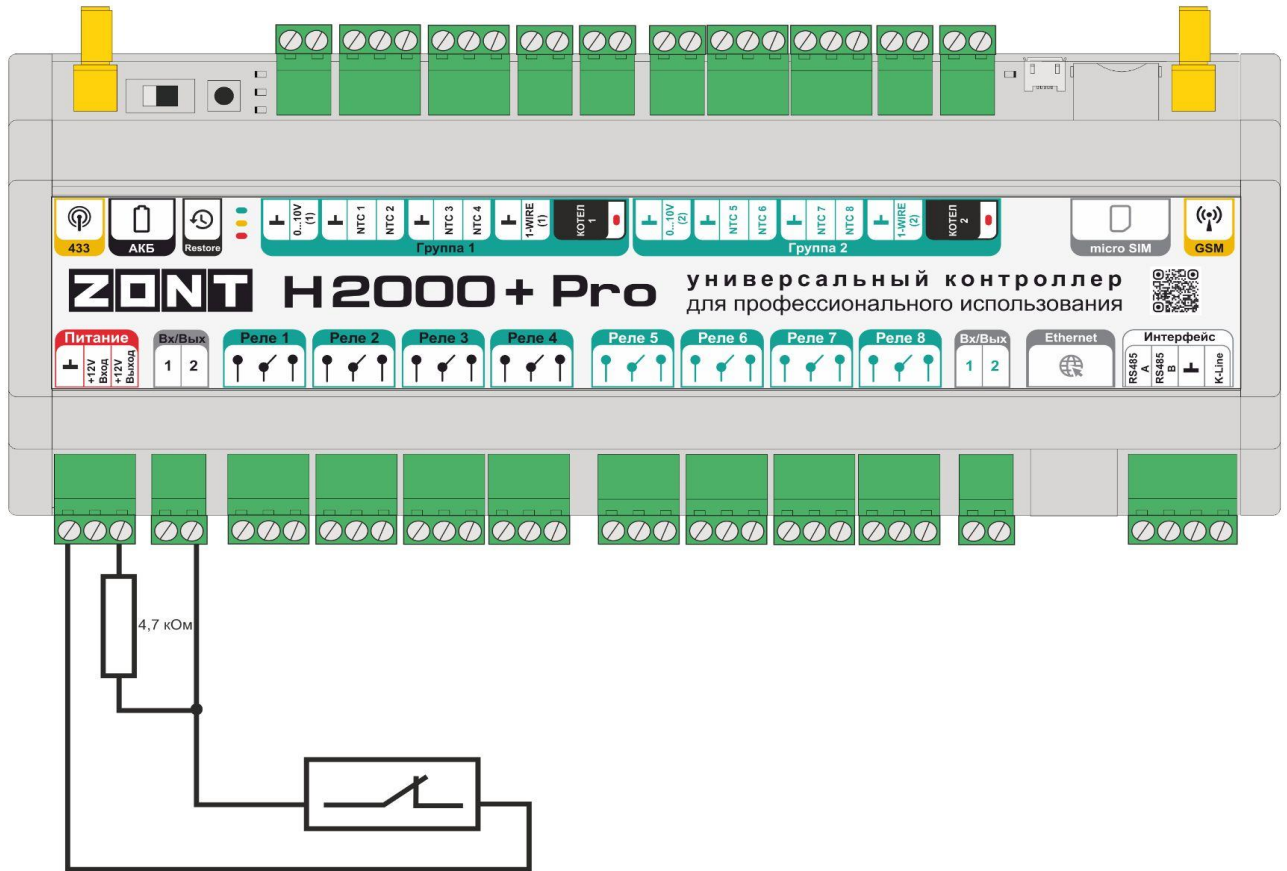 433
АКБ
Restore
0...10V (1)
NTC 1
NTC 2
NTC 3
NTC 4
1-WIRE (1)
КОТЕЛ 1
Группа 1
0...10V (2)
NTC 5
NTC 6
NTC 7
NTC 8
1-WIRE (2)
КОТЕЛ 2
Группа 2
micro SIM
GSM
ZONT H2000+ Pro
универсальный контроллер
для профессионального использования
Питание
+12V Вход
+12V Выход
Вх/Вых
1 2
Реле 1
Реле 2
Реле 3
Реле 4
Реле 5
Реле 6
Реле 7
Реле 8
Вх/Вых
1 2
Ethernet
Интерфейс
RS485 A
RS485 B
K-Line
4,7 кОм